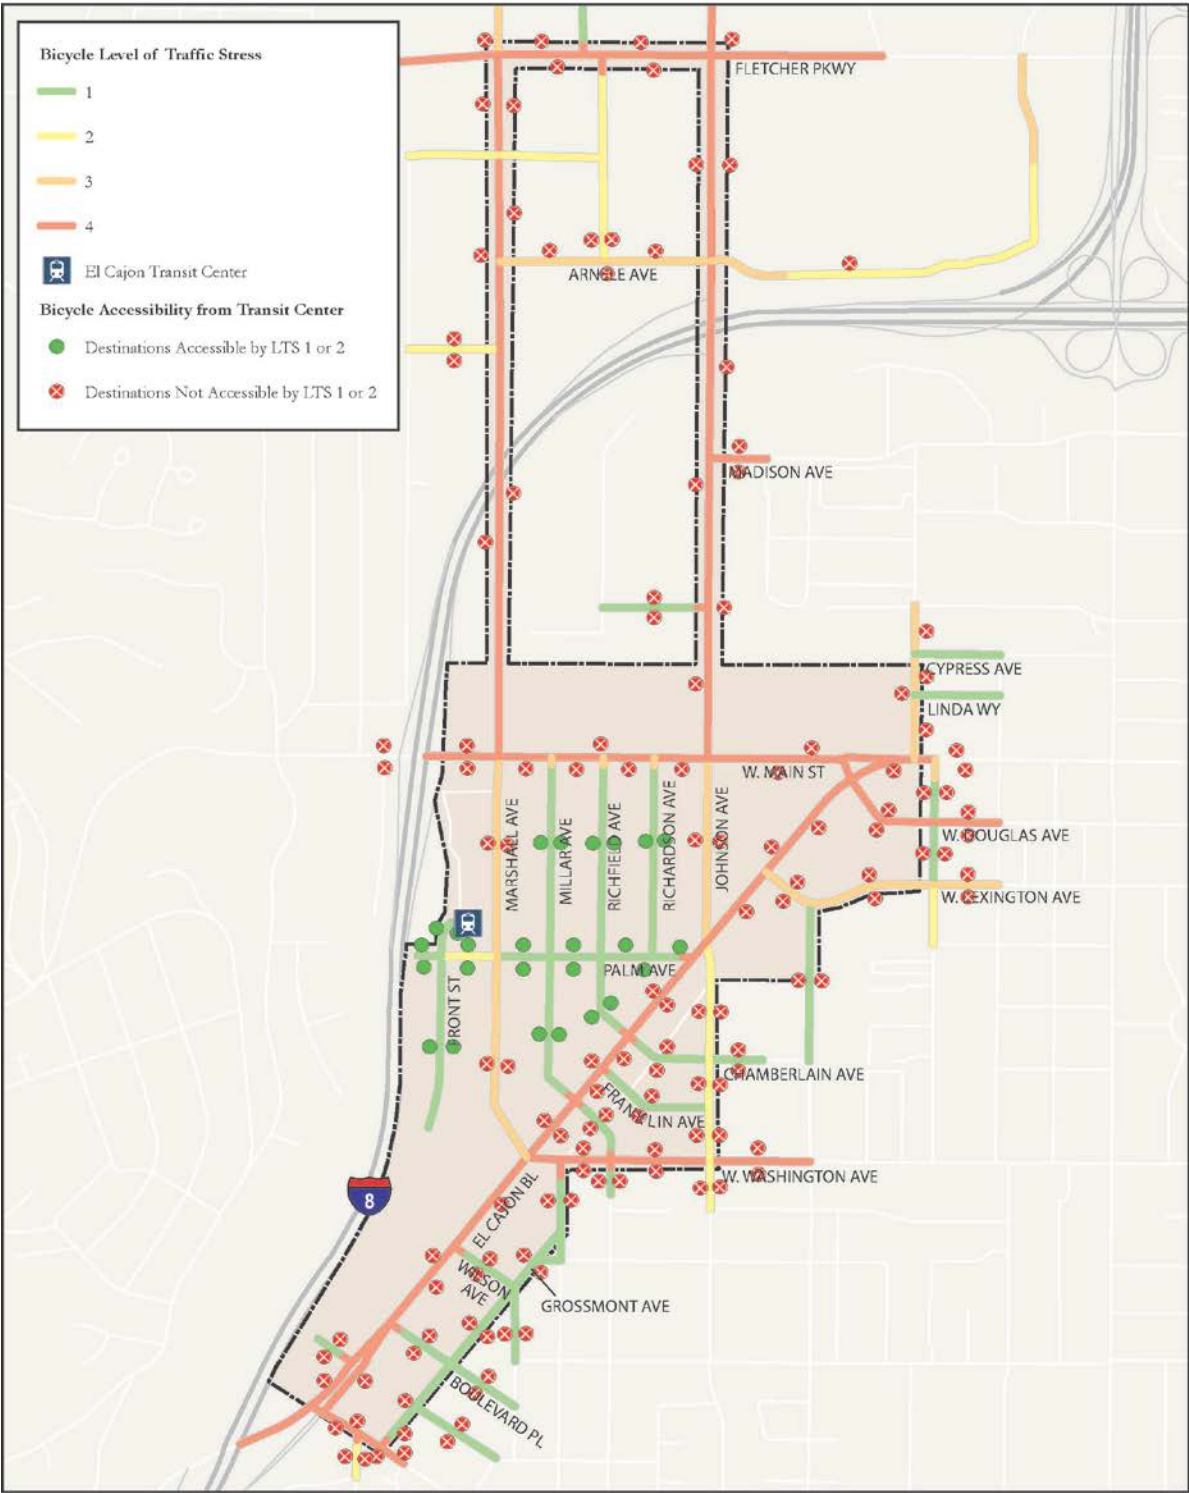 Bicycle Level of Traffic Stress
1
2
3
4
El Cajon Transit Center
Bicycle Accessibility from Transit Center
Destinations Accessible by LTS 1 or 2
Destinations Not Accessible by LTS 1 or 2
FLETCHER PKWY
ARNELE AVE
MADISON AVE
CYPRESS AVE
LINDA WY
W. MAIN ST
MARSHALL AVE
MILLAR AVE
RICHFIELD AVE
RICHARDSON AVE
JOHNSON AVE
W. DOUGLAS AVE
W. LEXINGTON AVE
PALM AVE
FRONT ST
CHAMBERLAIN AVE
FRANKLIN AVE
W. WASHINGTON AVE
8
EL CAJON BL
WILSON
AVE
GROSSMONT AVE
BOULEVARD PL